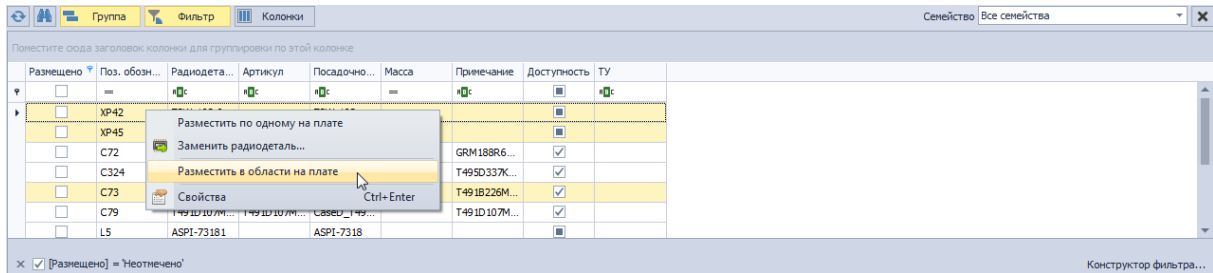 Группа Фильтр Колонки Семейство Все семейства
Поместите сюда заголовок колонки для группировки по этой колонке
Размещено Поз. обозн... Радиодета... Артикул Посадочно... Масса Примечание Доступность ТУ
XP42
Разместить по одному на плате
XP45
Заменить радиодеталь...
C72 GRM188R6...
C324 T495D337K...
Разместить в области на плате
C73 T491B226M...
Свойства Ctrl+Enter
C79 T491D107M... T491D107M... CaseD_T49... T491D107M...
L5 ASPI-73181 ASPI-7318
[Размещено] = 'Неотмечено' Конструктор фильтра...